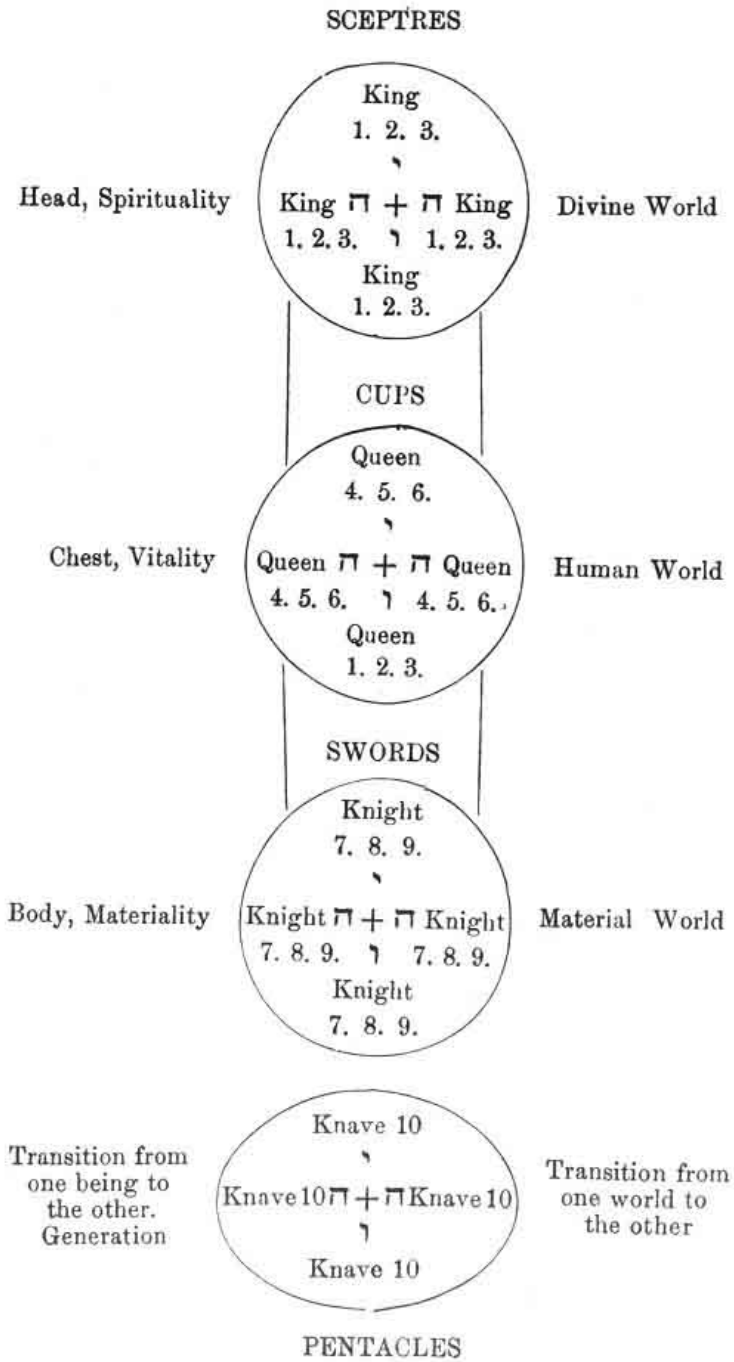 SCEPTRES
King
1. 2. 3.
י
Head, Spirituality King ה + ה King Divine World
1. 2. 3. ו 1. 2. 3.
King
1. 2. 3.
CUPS
Queen
4. 5. 6.
י
Chest, Vitality Queen ה + ה Queen Human World
4. 5. 6. ו 4. 5. 6.
Queen
1. 2. 3.
SWORDS
Knight
7. 8. 9.
י
Body, Materiality Knight ה + ה Knight Material World
7. 8. 9. ו 7. 8. 9.
Knight
7. 8. 9.
Knave 10
י
Transition from
one being to
the other.
Generation
Knave 10 ה + ה Knave 10
Transition from
one world to
the other
ו
Knave 10
PENTACLES